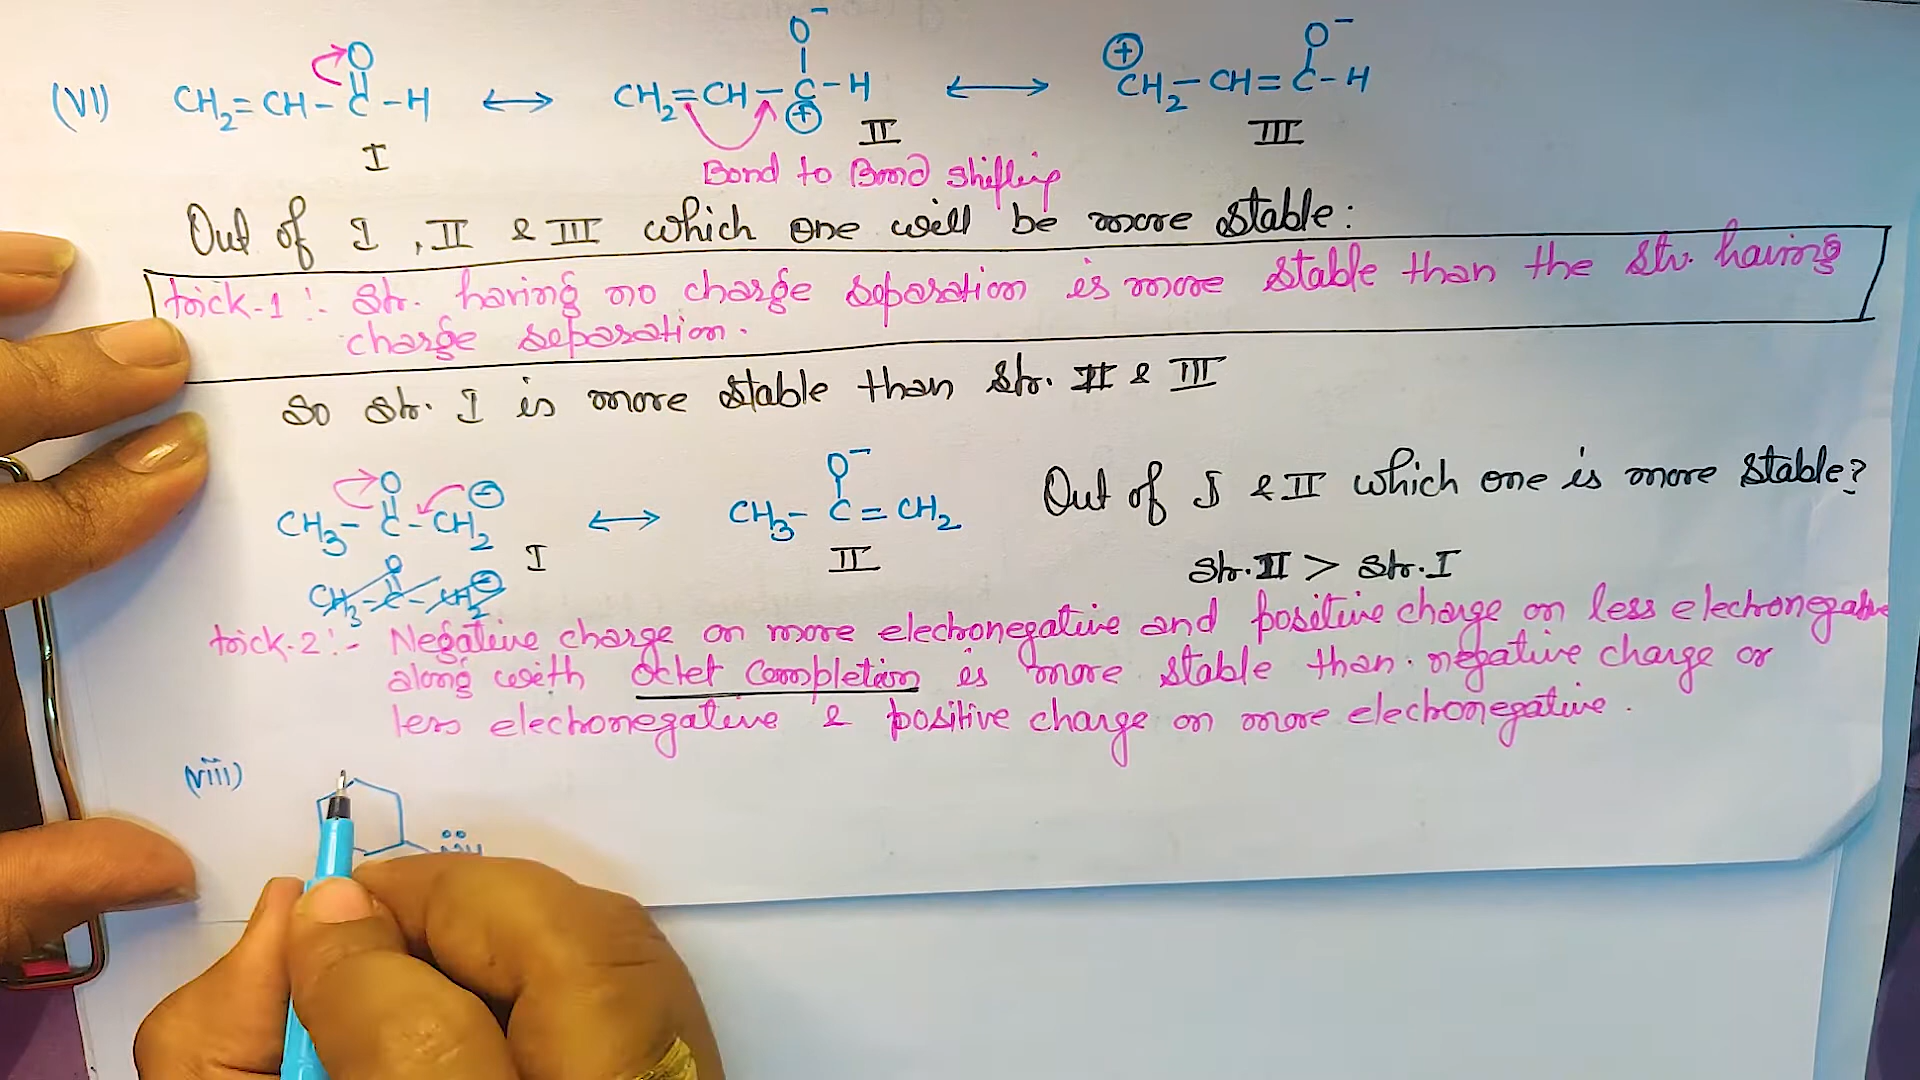 (VI) CH2=CH-C-H ↔ CH2=CH-C-H ↔ CH2-CH=C-H
O O- ⊕ O-
⊕
I II III
Bond to Bond shifting
Out of I, II & III which one will be more stable:
trick-1 :- Str. having no charge separation is more stable than the Str. having
charge separation.
So Str. I is more stable than Str. II & III
O ⊖ O-
CH3-C-CH2 ↔ CH3-C=CH2 Out of I & II which one is more stable?
I II
Str. II > Str. I
CH3-C-CH2
O ⊖
trick-2 :- Negative charge on more electronegative and positive charge on less electronegative
along with Octet Completion is more stable than negative charge or
less electronegative & positive charge on more electronegative.
(viii)